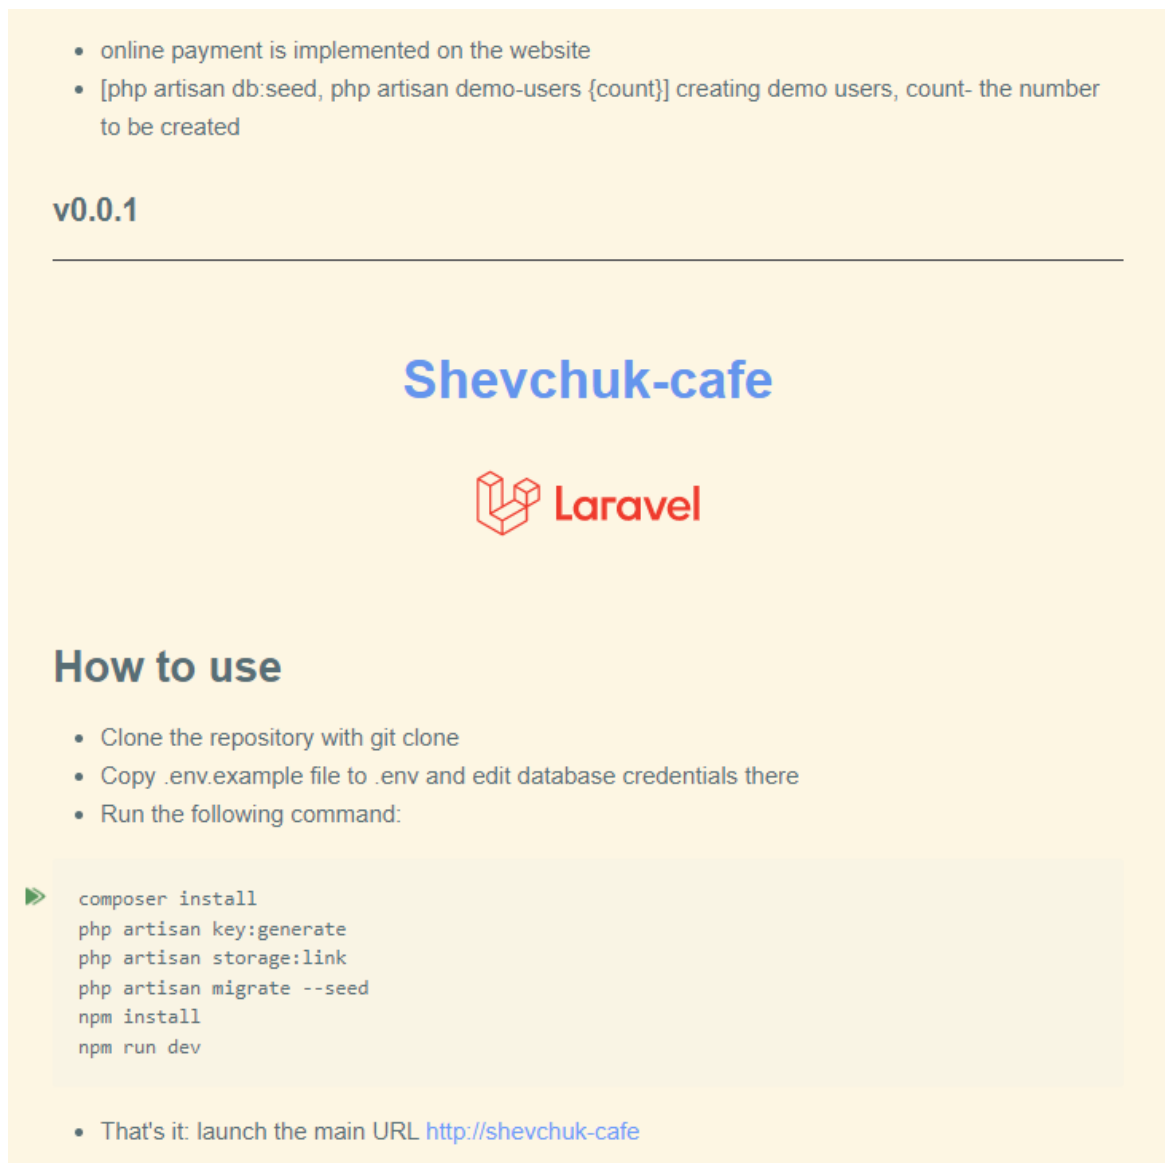 online payment is implemented on the website
[php artisan db:seed, php artisan demo-users {count}] creating demo users, count- the number
to be created
v0.0.1
Shevchuk-cafe
Laravel
How to use
Clone the repository with git clone
Copy .env.example file to .env and edit database credentials there
Run the following command:
composer install
php artisan key:generate
php artisan storage:link
php artisan migrate --seed
npm install
npm run dev
That's it: launch the main URL http://shevchuk-cafe